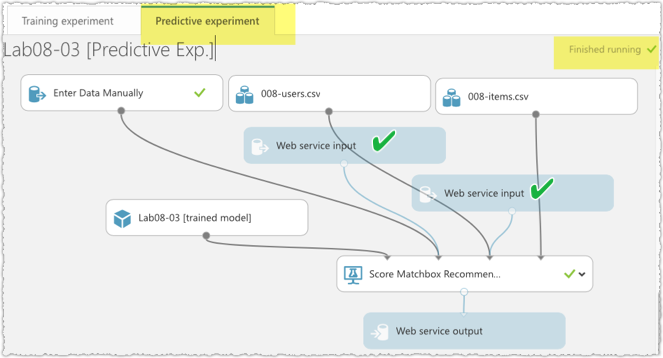 Training experiment
Predictive experiment
Lab08-03 [Predictive Exp.]
Finished running
Enter Data Manually
008-users.csv
008-items.csv
Web service input
Web service input
Lab08-03 [trained model]
Score Matchbox Recommen...
Web service output